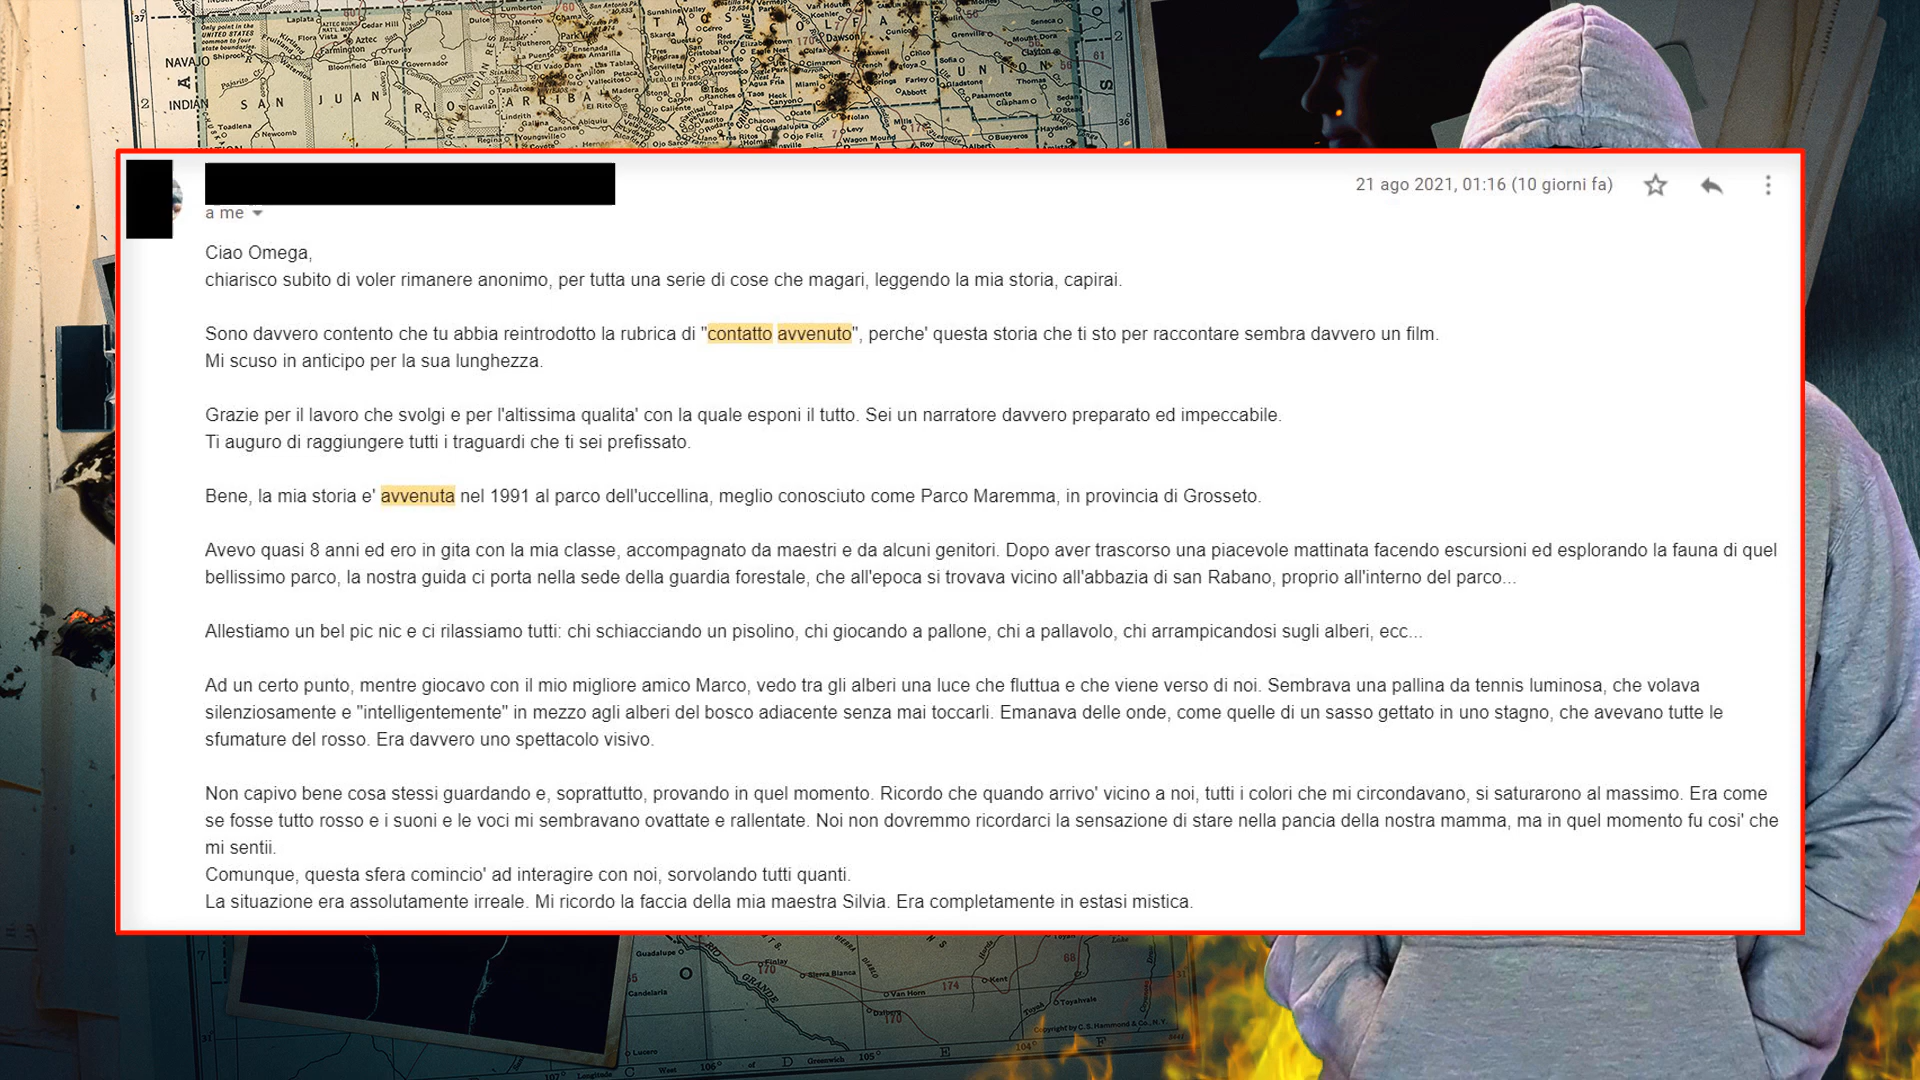 21 ago 2021, 01:16 (10 giorni fa)
a me
Ciao Omega,
chiarisco subito di voler rimanere anonimo, per tutta una serie di cose che magari, leggendo la mia storia, capirai.
Sono davvero contento che tu abbia reintrodotto la rubrica di "contatto avvenuto", perche' questa storia che ti sto per raccontare sembra davvero un film.
Mi scuso in anticipo per la sua lunghezza.
Grazie per il lavoro che svolgi e per l'altissima qualita' con la quale esponi il tutto. Sei un narratore davvero preparato ed impeccabile.
Ti auguro di raggiungere tutti i traguardi che ti sei prefissato.
Bene, la mia storia e' avvenuta nel 1991 al parco dell'uccellina, meglio conosciuto come Parco Maremma, in provincia di Grosseto.
Avevo quasi 8 anni ed ero in gita con la mia classe, accompagnato da maestri e da alcuni genitori. Dopo aver trascorso una piacevole mattinata facendo escursioni ed esplorando la fauna di quel
bellissimo parco, la nostra guida ci porta nella sede della guardia forestale, che all'epoca si trovava vicino all'abbazia di san Rabano, proprio all'interno del parco...
Allestiamo un bel pic nic e ci rilassiamo tutti: chi schiacciando un pisolino, chi giocando a pallone, chi a pallavolo, chi arrampicandosi sugli alberi, ecc...
Ad un certo punto, mentre giocavo con il mio migliore amico Marco, vedo tra gli alberi una luce che fluttua e che viene verso di noi. Sembrava una pallina da tennis luminosa, che volava
silenziosamente e "intelligentemente" in mezzo agli alberi del bosco adiacente senza mai toccarli. Emanava delle onde, come quelle di un sasso gettato in uno stagno, che avevano tutte le
sfumature del rosso. Era davvero uno spettacolo visivo.
Non capivo bene cosa stessi guardando e, soprattutto, provando in quel momento. Ricordo che quando arrivo' vicino a noi, tutti i colori che mi circondavano, si saturarono al massimo. Era come
se fosse tutto rosso e i suoni e le voci mi sembravano ovattate e rallentate. Noi non dovremmo ricordarci la sensazione di stare nella pancia della nostra mamma, ma in quel momento fu cosi' che
mi sentii.
Comunque, questa sfera comincio' ad interagire con noi, sorvolando tutti quanti.
La situazione era assolutamente irreale. Mi ricordo la faccia della mia maestra Silvia. Era completamente in estasi mistica.